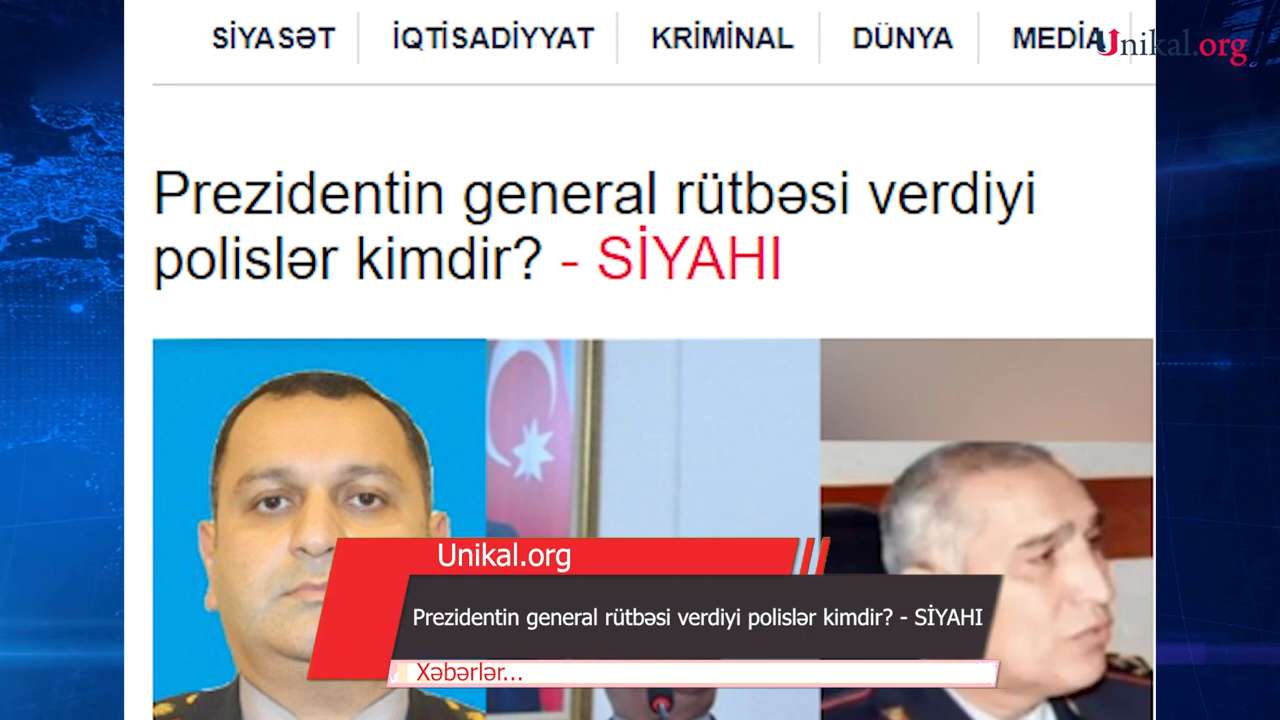 SİYASƏT
İQTİSADİYYAT
KRİMİNAL
DÜNYA
MEDİA
Unikal.org
Prezidentin general rütbəsi verdiyi
polislər kimdir? - SİYAHI
Unikal.org
Prezidentin general rütbəsi verdiyi polislər kimdir? - SİYAHI
Xəbərlər...